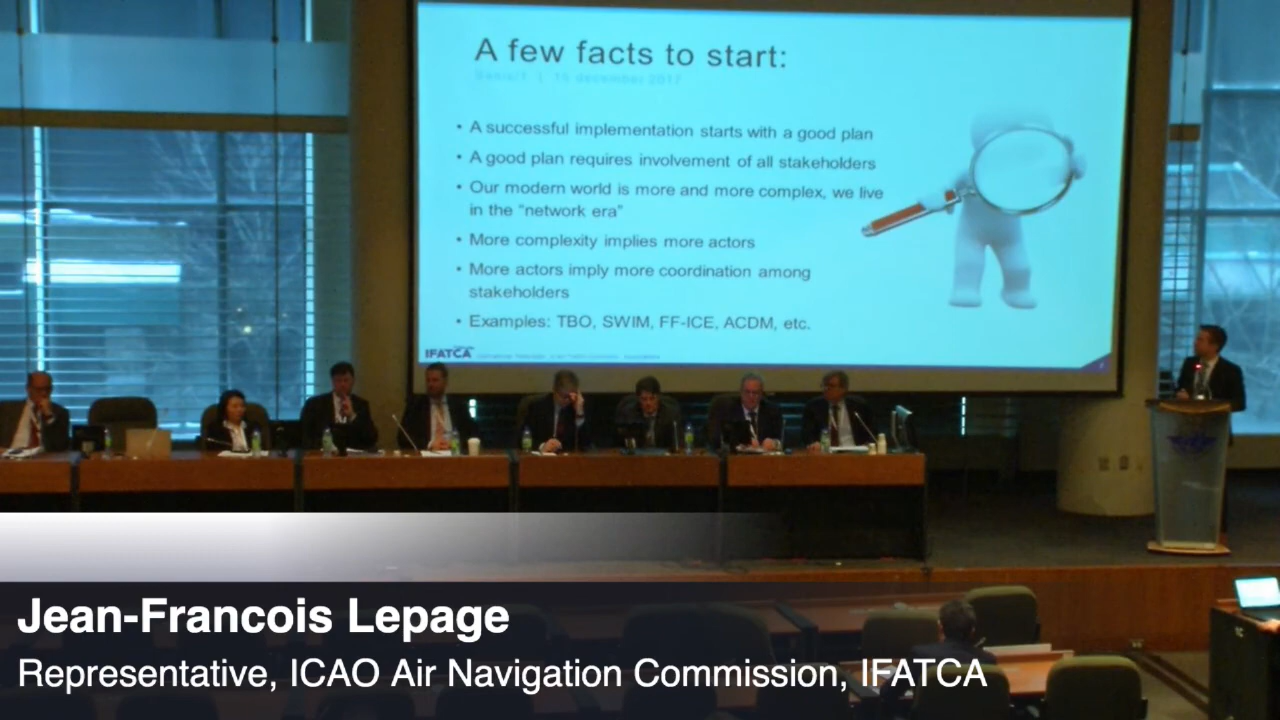 A few facts to start:
15 december 2017
• A successful implementation starts with a good plan
• A good plan requires involvement of all stakeholders
• Our modern world is more and more complex, we live
in the "network era"
• More complexity implies more actors
• More actors imply more coordination among
stakeholders
• Examples: TBO, SWIM, FF-ICE, ACDM, etc.
IFATCA
Jean-Francois Lepage
Representative, ICAO Air Navigation Commission, IFATCA